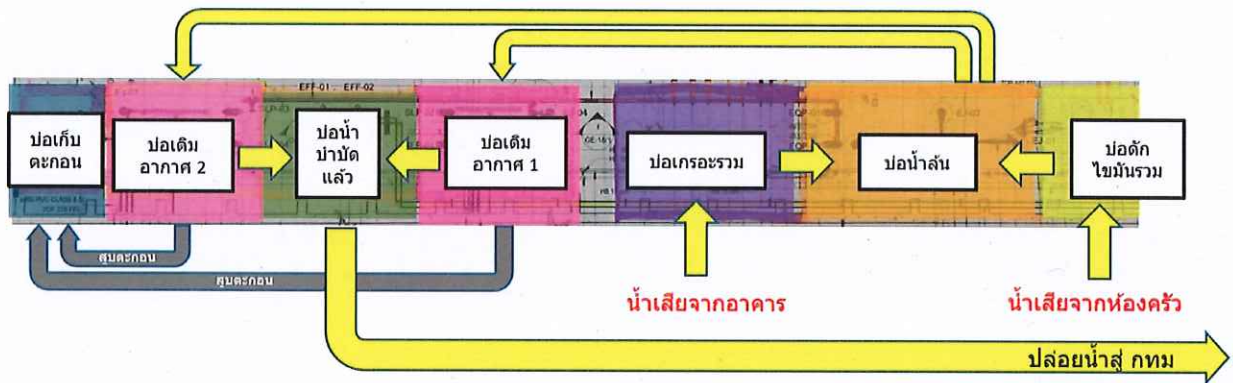 EFF-01 : EFF-02
บ่อเก็บ
ตะกอน
บ่อเติม
อากาศ 2
บ่อน้ำ
บำบัด
แล้ว
บ่อเติม
อากาศ 1
บ่อเกรอะรวม
บ่อน้ำล้น
บ่อดัก
ไขมันรวม
สูบตะกอน
สูบตะกอน
น้ำเสียจากอาคาร
น้ำเสียจากห้องครัว
ปล่อยน้ำสู่ กทม